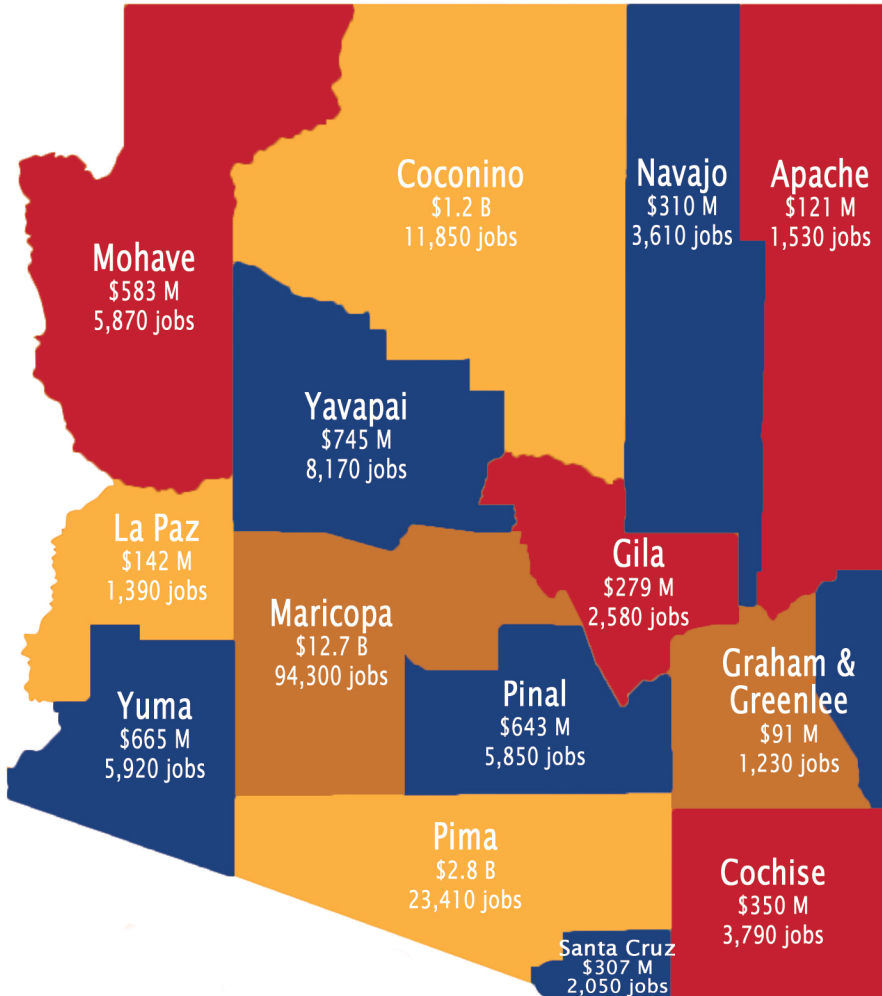 Coconino
$1.2 B
11,850 jobs
Navajo
$310 M
3,610 jobs
Apache
$121 M
1,530 jobs
Mohave
$583 M
5,870 jobs
Yavapai
$745 M
8,170 jobs
La Paz
$142 M
1,390 jobs
Gila
$279 M
2,580 jobs
Maricopa
$12.7 B
94,300 jobs
Graham &
Greenlee
$91 M
1,230 jobs
Yuma
$665 M
5,920 jobs
Pinal
$643 M
5,850 jobs
Pima
$2.8 B
23,410 jobs
Cochise
$350 M
3,790 jobs
Santa Cruz
$307 M
2,050 jobs